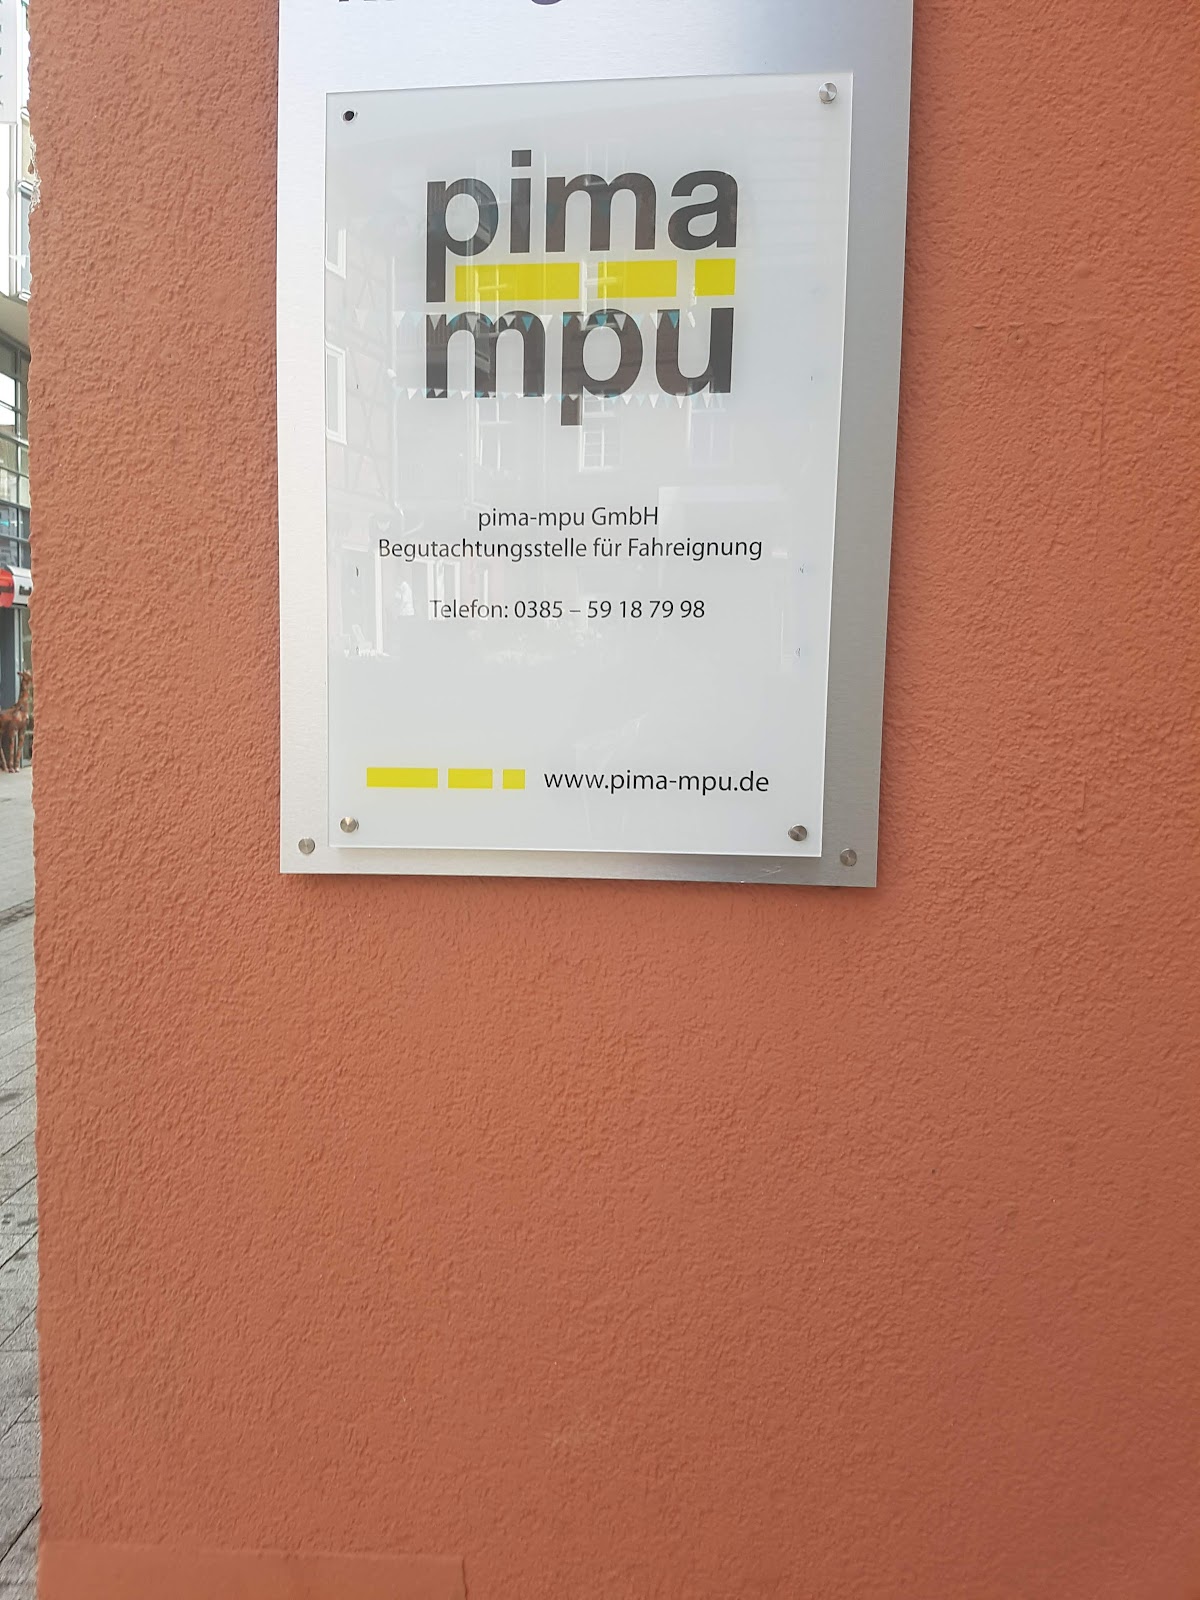 pima
mpu
pima-mpu GmbH
Begutachtungsstelle für Fahreignung
Telefon: 0385 – 59 18 79 98
www.pima-mpu.de